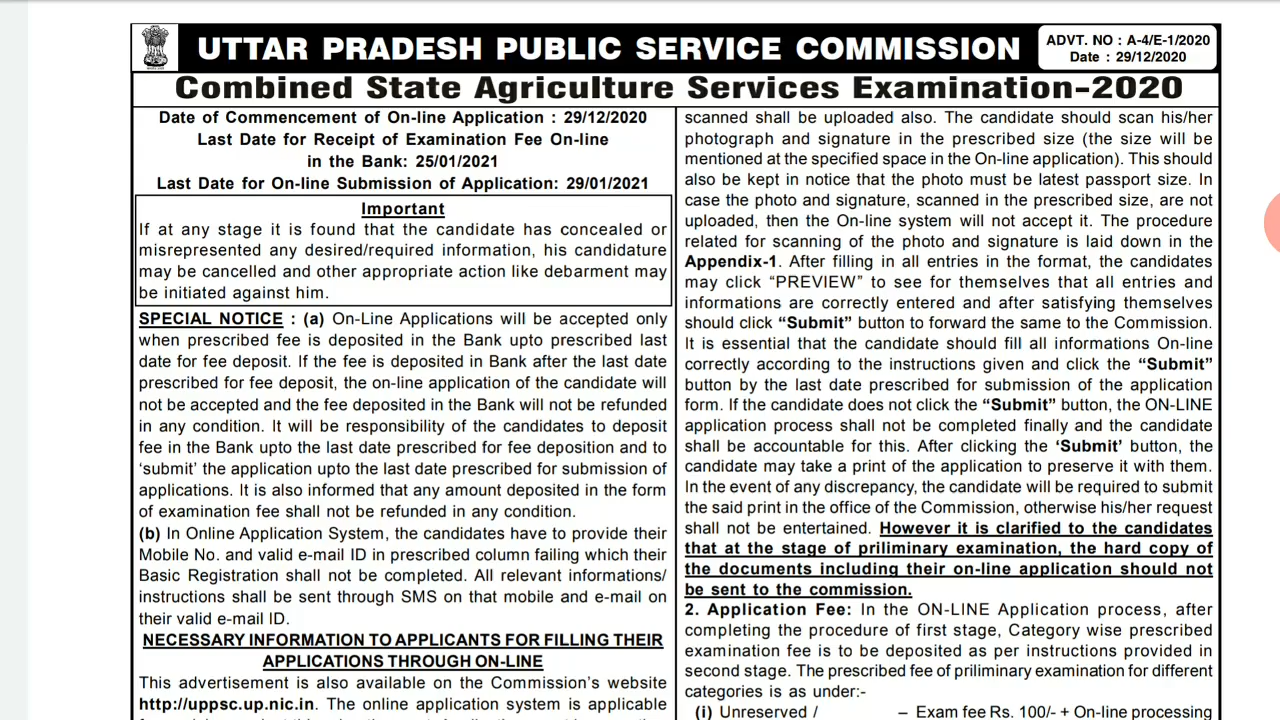 UTTAR PRADESH PUBLIC SERVICE COMMISSION
ADVT. NO : A-4/E-1/2020
Date : 29/12/2020
Combined State Agriculture Services Examination-2020
Date of Commencement of On-line Application : 29/12/2020
Last Date for Receipt of Examination Fee On-line
in the Bank: 25/01/2021
Last Date for On-line Submission of Application: 29/01/2021
Important
If at any stage it is found that the candidate has concealed or
misrepresented any desired/required information, his candidature
may be cancelled and other appropriate action like debarment may
be initiated against him.
SPECIAL NOTICE : (a) On-Line Applications will be accepted only
when prescribed fee is deposited in the Bank upto prescribed last
date for fee deposit. If the fee is deposited in Bank after the last date
prescribed for fee deposit, the on-line application of the candidate will
not be accepted and the fee deposited in the Bank will not be refunded
in any condition. It will be responsibility of the candidates to deposit
fee in the Bank upto the last date prescribed for fee deposition and to
‘submit’ the application upto the last date prescribed for submission of
applications. It is also informed that any amount deposited in the form
of examination fee shall not be refunded in any condition.
(b) In Online Application System, the candidates have to provide their
Mobile No. and valid e-mail ID in prescribed column failing which their
Basic Registration shall not be completed. All relevant informations/
instructions shall be sent through SMS on that mobile and e-mail on
their valid e-mail ID.
NECESSARY INFORMATION TO APPLICANTS FOR FILLING THEIR
APPLICATIONS THROUGH ON-LINE
This advertisement is also available on the Commission’s website
http://uppsc.up.nic.in. The online application system is applicable
scanned shall be uploaded also. The candidate should scan his/her
photograph and signature in the prescribed size (the size will be
mentioned at the specified space in the On-line application). This should
also be kept in notice that the photo must be latest passport size. In
case the photo and signature, scanned in the prescribed size, are not
uploaded, then the On-line system will not accept it. The procedure
related for scanning of the photo and signature is laid down in the
Appendix-1. After filling in all entries in the format, the candidates
may click “PREVIEW” to see for themselves that all entries and
informations are correctly entered and after satisfying themselves
should click “Submit” button to forward the same to the Commission.
It is essential that the candidate should fill all informations On-line
correctly according to the instructions given and click the “Submit”
button by the last date prescribed for submission of the application
form. If the candidate does not click the “Submit” button, the ON-LINE
application process shall not be completed finally and the candidate
shall be accountable for this. After clicking the ‘Submit’ button, the
candidate may take a print of the application to preserve it with them.
In the event of any discrepancy, the candidate will be required to submit
the said print in the office of the Commission, otherwise his/her request
shall not be entertained. However it is clarified to the candidates
that at the stage of priliminary examination, the hard copy of
the documents including their on-line application should not
be sent to the commission.
2. Application Fee: In the ON-LINE Application process, after
completing the procedure of first stage, Category wise prescribed
examination fee is to be deposited as per instructions provided in
second stage. The prescribed fee of priliminary examination for different
categories is as under:-
(i) Unreserved / – Exam fee Rs. 100/- + On-line processing